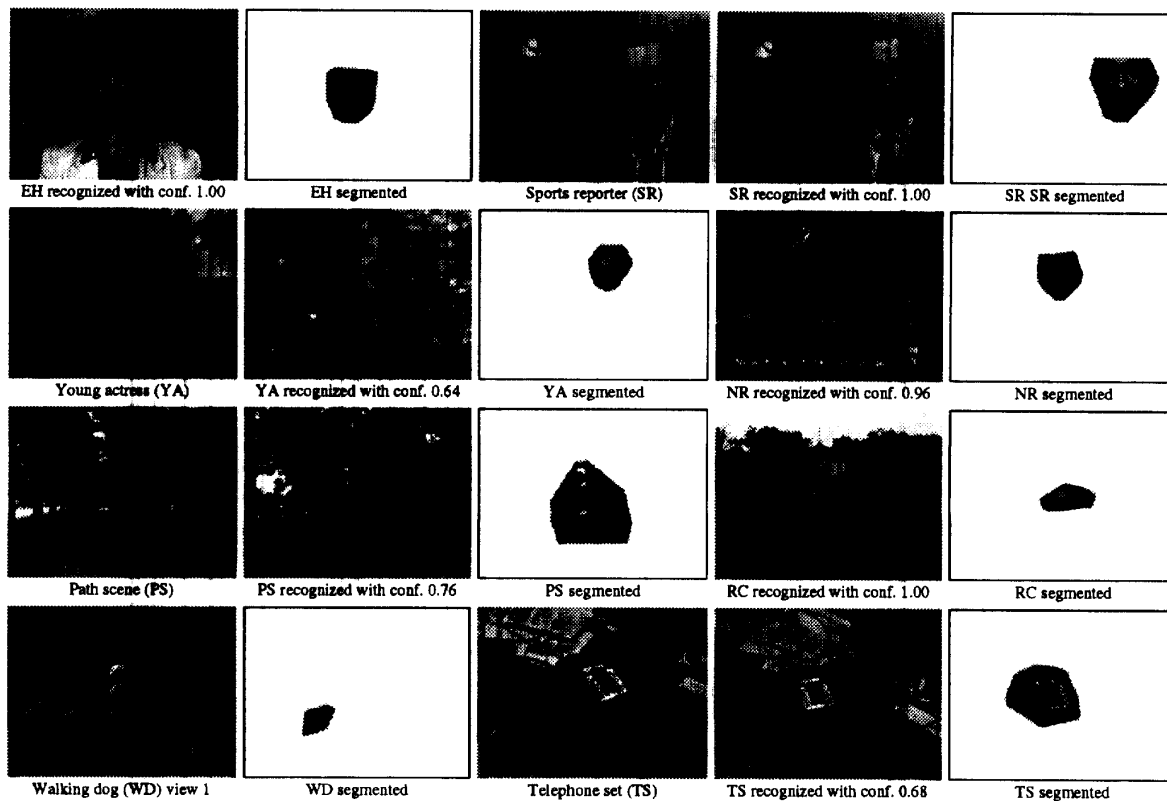 EH recognized with conf. 1.00
EH segmented
Sports reporter (SR)
SR recognized with conf. 1.00
SR SR segmented
Young actress (YA)
YA recognized with conf. 0.64
YA segmented
NR recognized with conf. 0.96
NR segmented
Path scene (PS)
PS recognized with conf. 0.76
PS segmented
RC recognized with conf. 1.00
RC segmented
Walking dog (WD) view 1
WD segmented
Telephone set (TS)
TS recognized with conf. 0.68
TS segmented